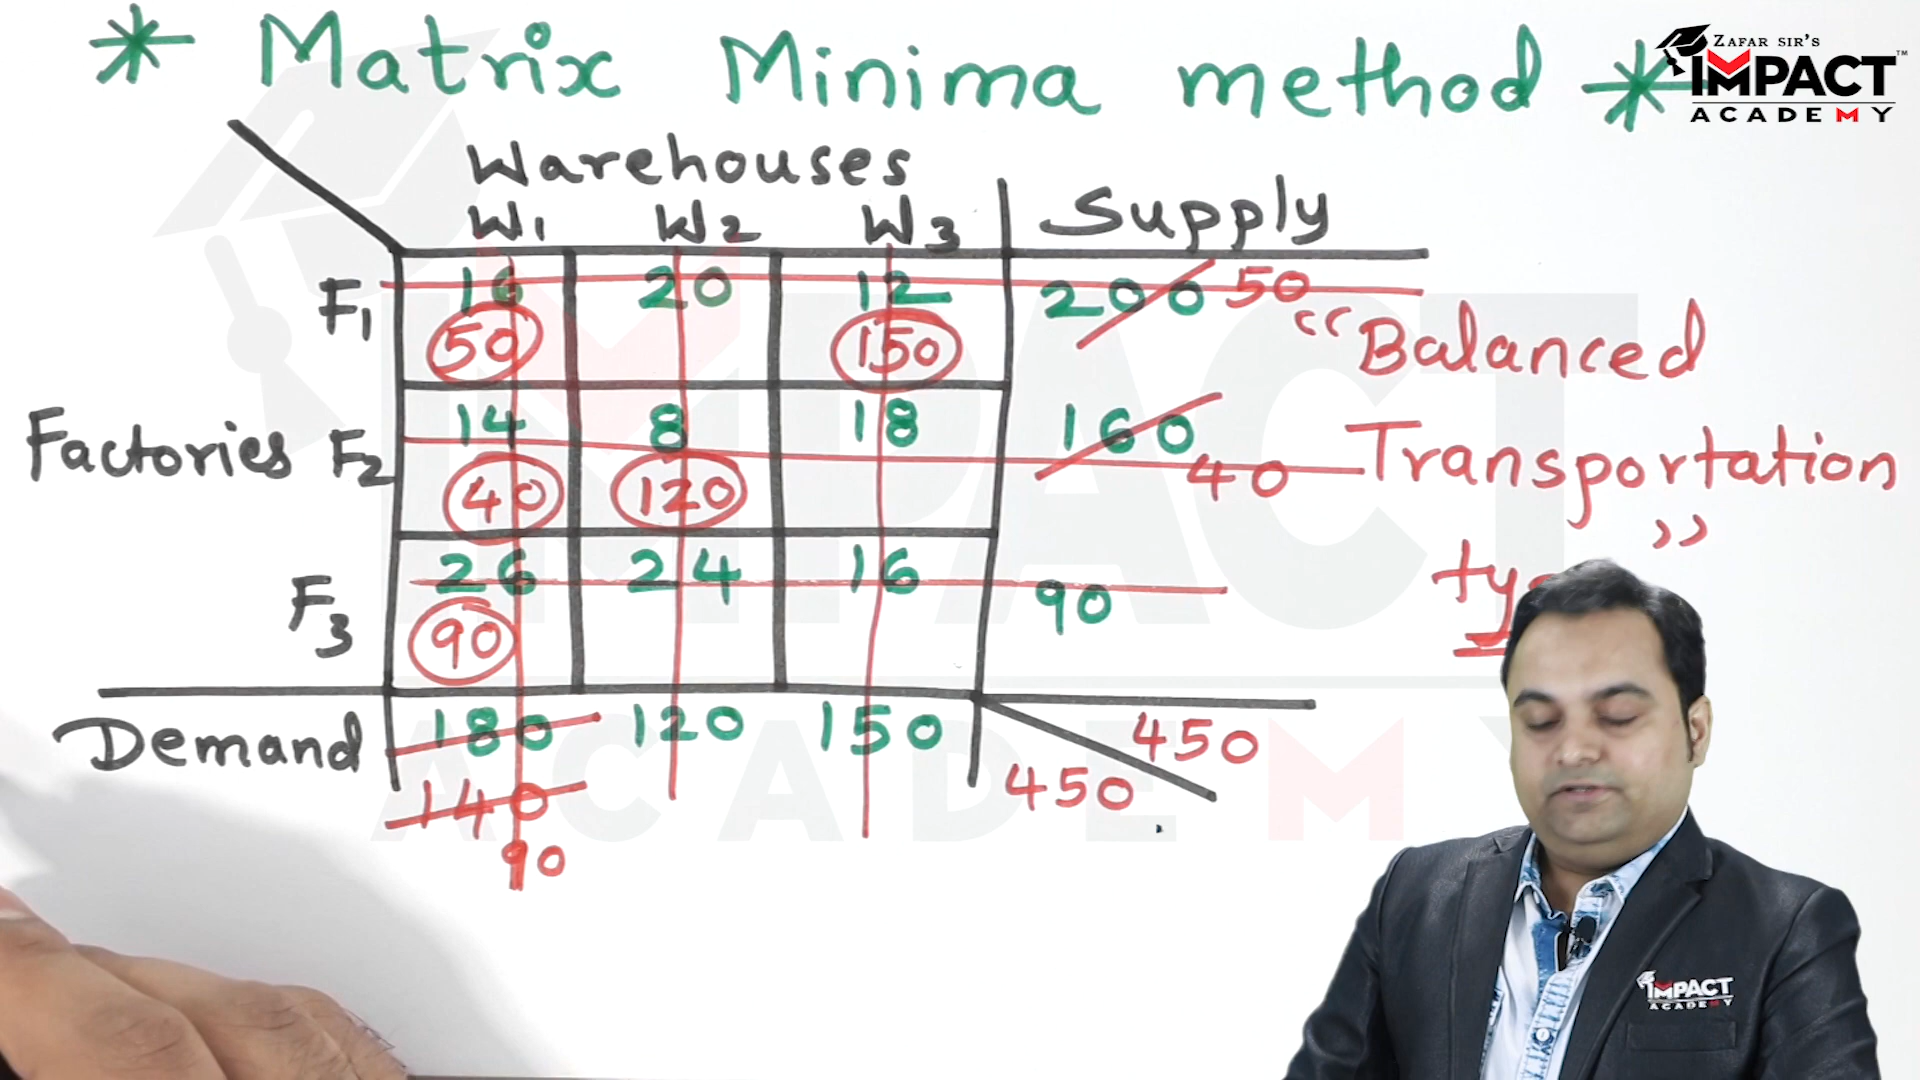 * Matrix Minima method *
ZAFAR SIR'S
IMPACT™
ACADEMY
Warehouses
W1 W2 W3 Supply
F1 16 20 12 200 50
50 150
"Balanced
Factories F2 14 8 18 160 40
40 120
Transportation
"
F3 26 24 16 90
90
Demand 180 120 150 450
140 450
90
IMPACT
ACADEMY
IMPACT
ACADEMY